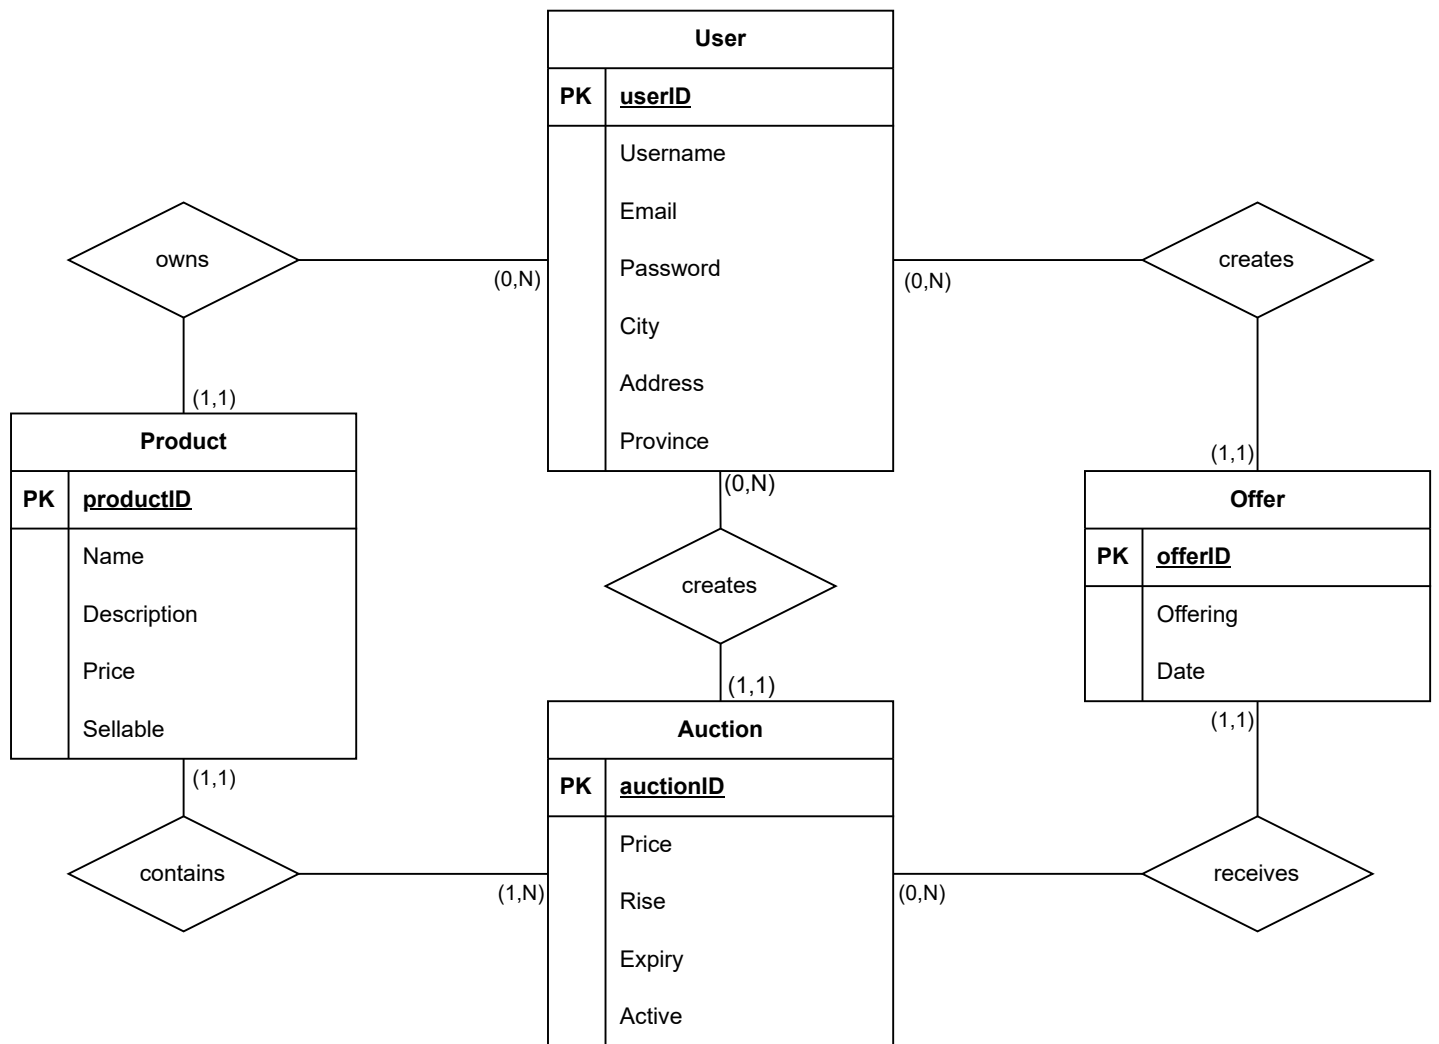 User
PK userID
Username
Email
Password
City
Address
Province
owns
(0,N)
(1,1)
creates
(0,N)
(1,1)
Product
PK productID
Name
Description
Price
Sellable
(0,N)
creates
(1,1)
Offer
PK offerID
Offering
Date
Auction
PK auctionID
Price
Rise
Expiry
Active
(1,1)
contains
(1,N)
(1,1)
receives
(0,N)